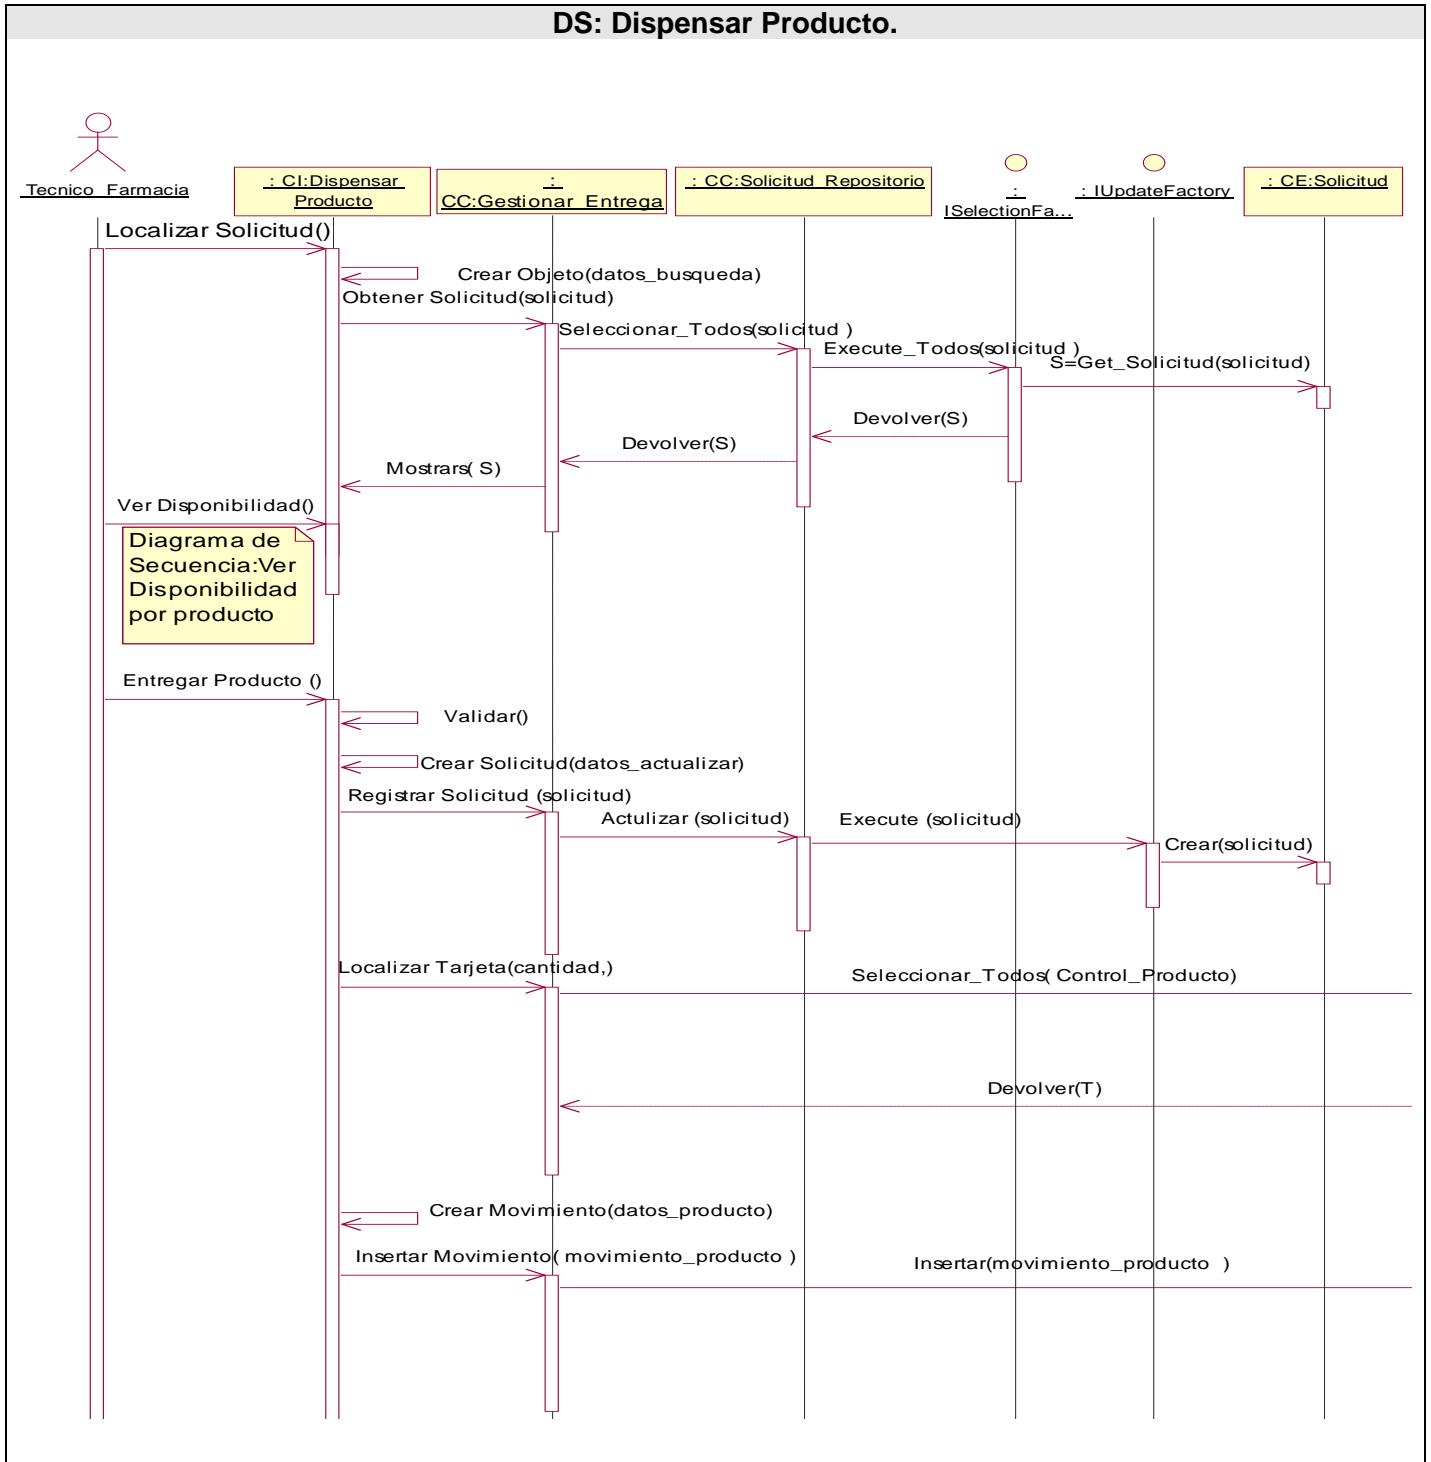 DS: Dispensar Producto.
Tecnico_Farmacia
: CI:Dispensar
Producto
:
CC:Gestionar_Entrega
: CC:Solicitud_Repositorio
:
ISelectionFa...
: IUpdateFactory
: CE:Solicitud
Localizar Solicitud()
Crear Objeto(datos_busqueda)
Obtener Solicitud(solicitud)
Seleccionar_Todos(solicitud )
Execute_Todos(solicitud )
S=Get_Solicitud(solicitud)
Devolver(S)
Devolver(S)
Mostrars( S)
Ver Disponibilidad()
Diagrama de
Secuencia:Ver
Disponibilidad
por producto
Entregar Producto ()
Validar()
Crear Solicitud(datos_actualizar)
Registrar Solicitud (solicitud)
Actulizar (solicitud)
Execute (solicitud)
Crear(solicitud)
Localizar Tarjeta(cantidad,)
Seleccionar_Todos( Control_Producto)
Devolver(T)
Crear Movimiento(datos_producto)
Insertar Movimiento( movimiento_producto )
Insertar(movimiento_producto )